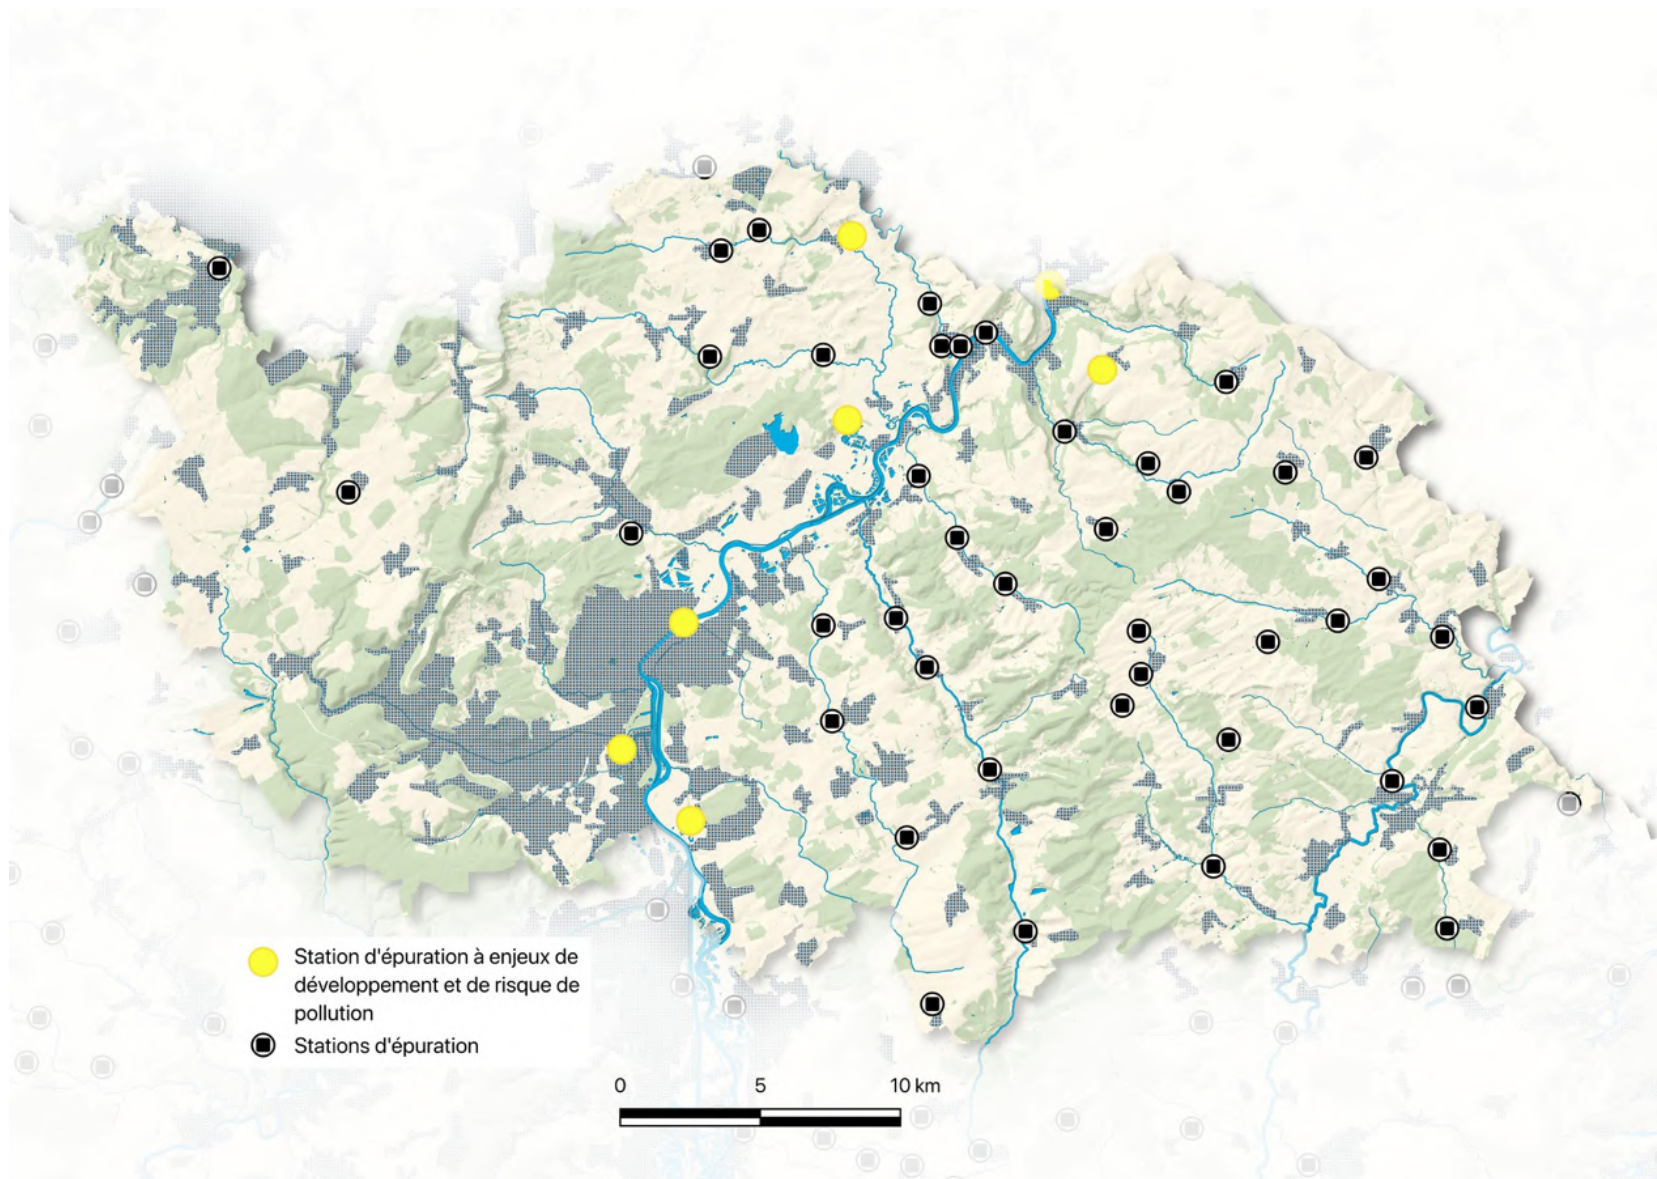 Station d'épuration à enjeux de
développement et de risque de
pollution
Stations d'épuration
0 5 10 km